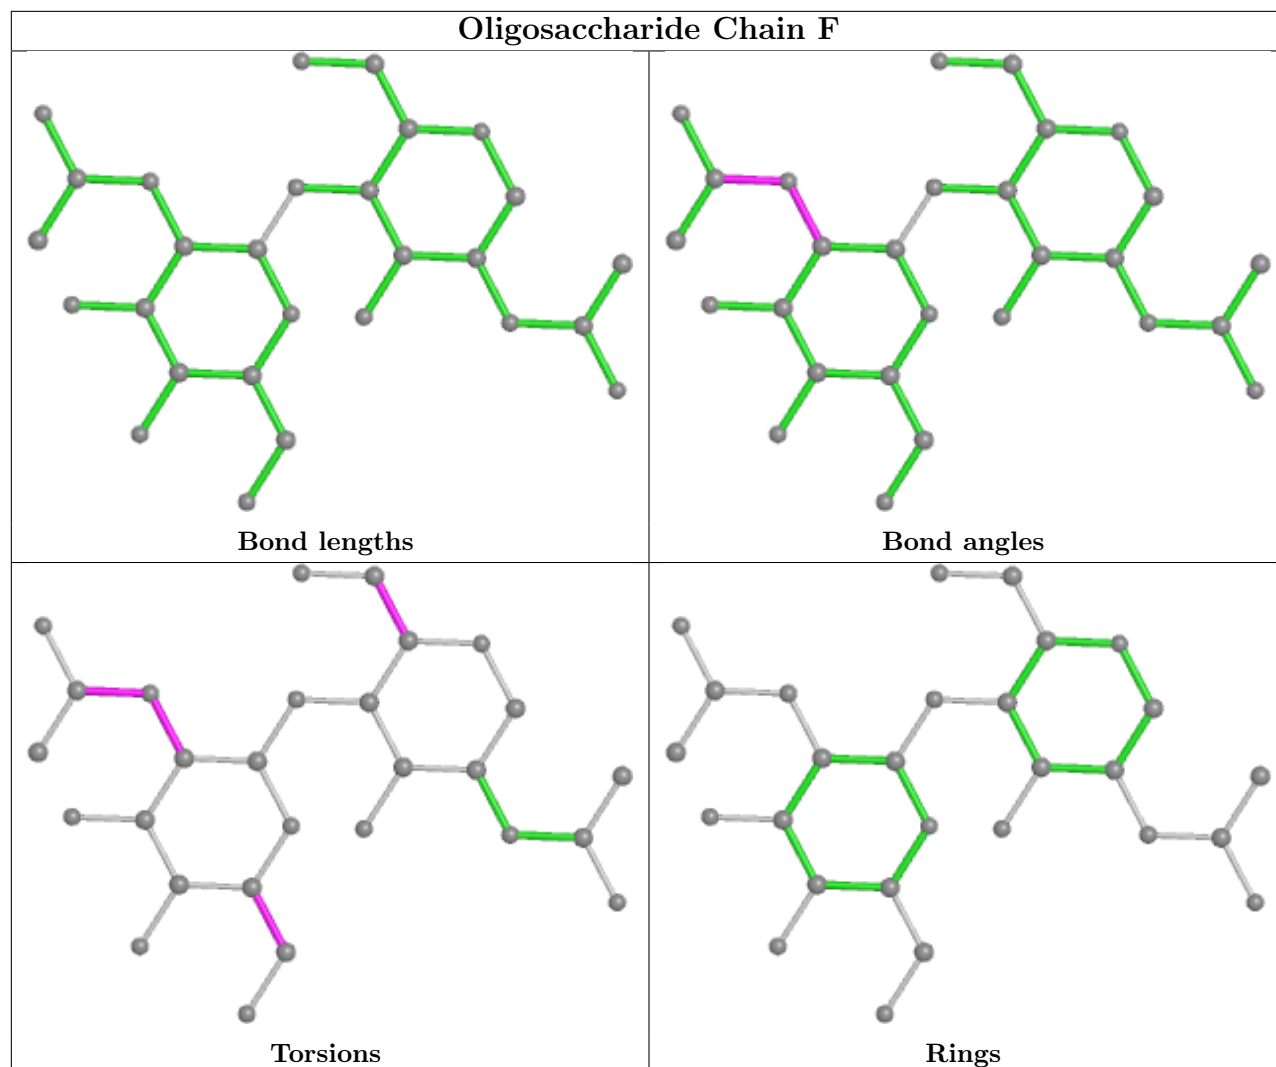 Oligosaccharide Chain F
Bond lengths
Bond angles
Torsions
Rings